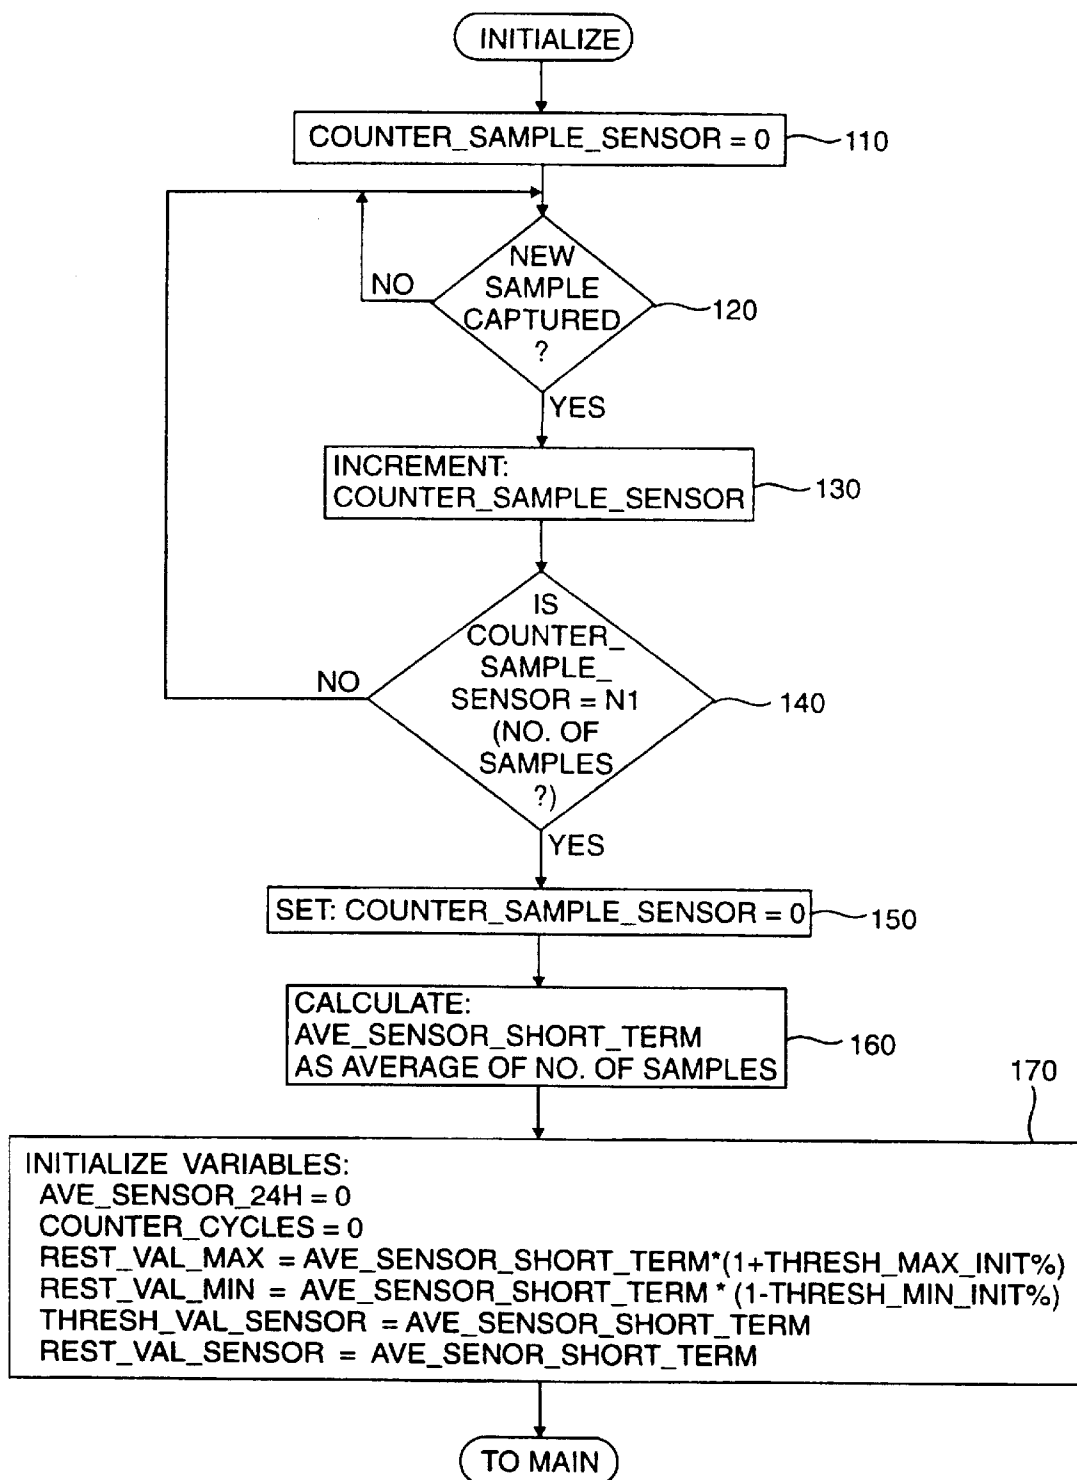 INITIALIZE
COUNTER_SAMPLE_SENSOR = 0
110
NEW
SAMPLE
CAPTURED
?
NO
120
YES
INCREMENT:
COUNTER_SAMPLE_SENSOR
130
IS
COUNTER_
SAMPLE_
SENSOR = N1
(NO. OF
SAMPLES
?)
NO
140
YES
SET: COUNTER_SAMPLE_SENSOR = 0
150
CALCULATE:
AVE_SENSOR_SHORT_TERM
AS AVERAGE OF NO. OF SAMPLES
160
170
INITIALIZE VARIABLES:
AVE_SENSOR_24H = 0
COUNTER_CYCLES = 0
REST_VAL_MAX = AVE_SENSOR_SHORT_TERM*(1+THRESH_MAX_INIT%)
REST_VAL_MIN = AVE_SENSOR_SHORT_TERM * (1-THRESH_MIN_INIT%)
THRESH_VAL_SENSOR = AVE_SENSOR_SHORT_TERM
REST_VAL_SENSOR = AVE_SENOR_SHORT_TERM
TO MAIN